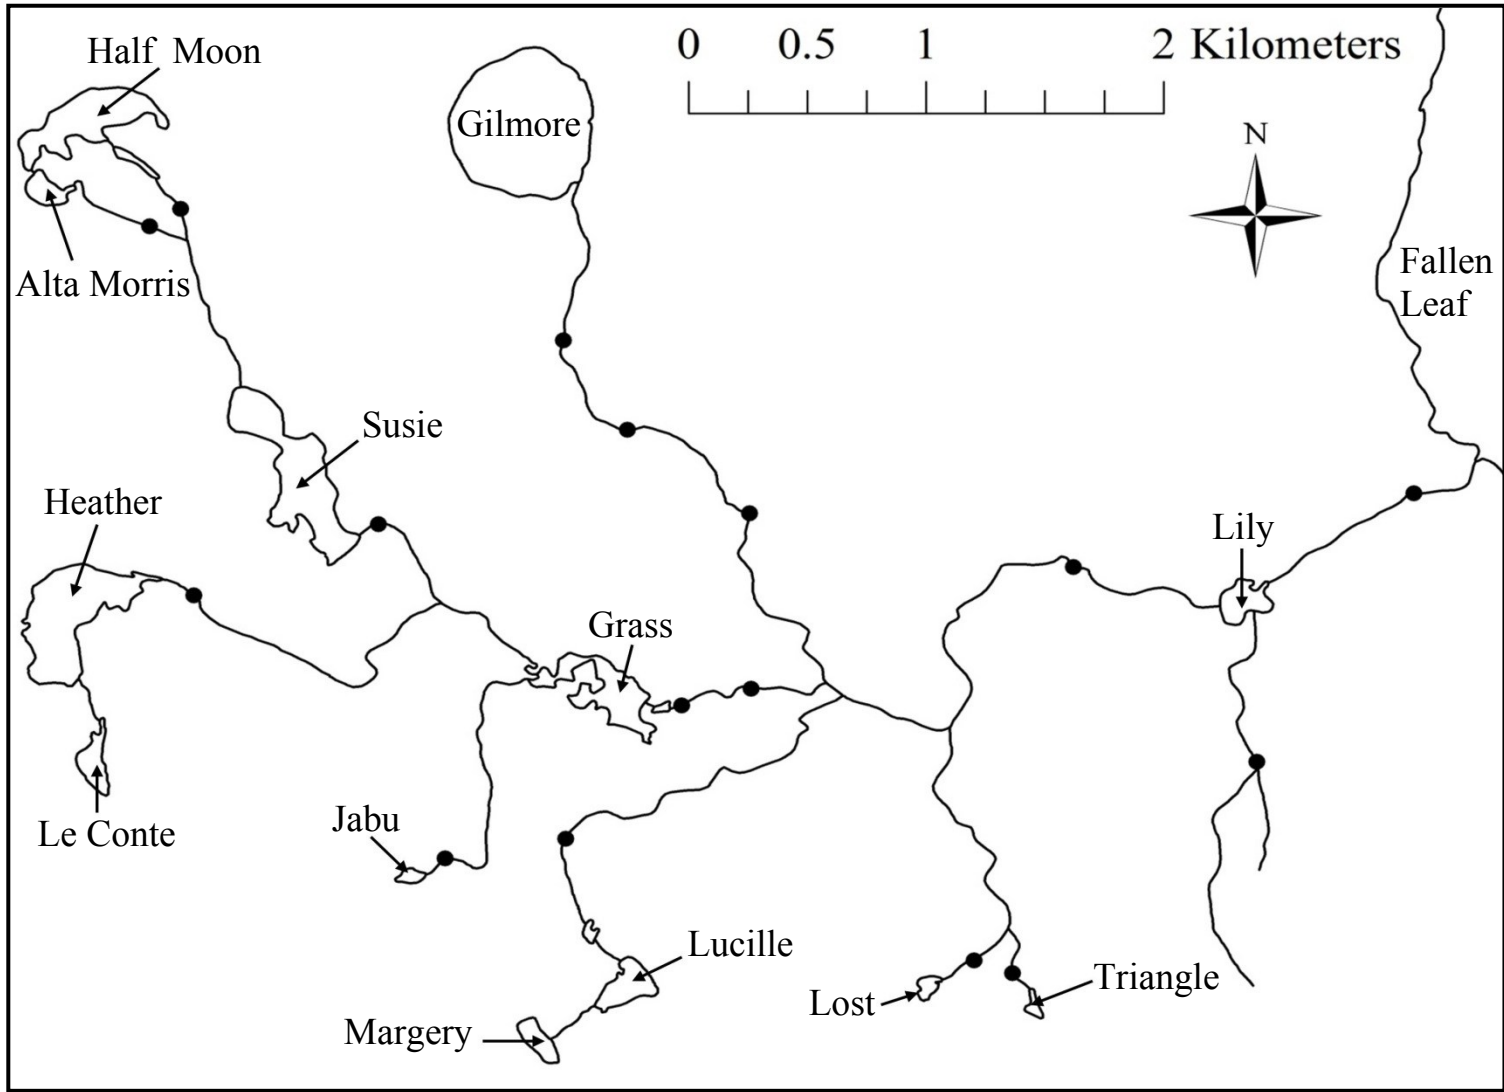 Half Moon
0 0.5 1 2 Kilometers
Gilmore
N
Alta Morris
Fallen
Leaf
Susie
Heather
Lily
Grass
Jabu
Le Conte
Lucille
Triangle
Lost
Margery